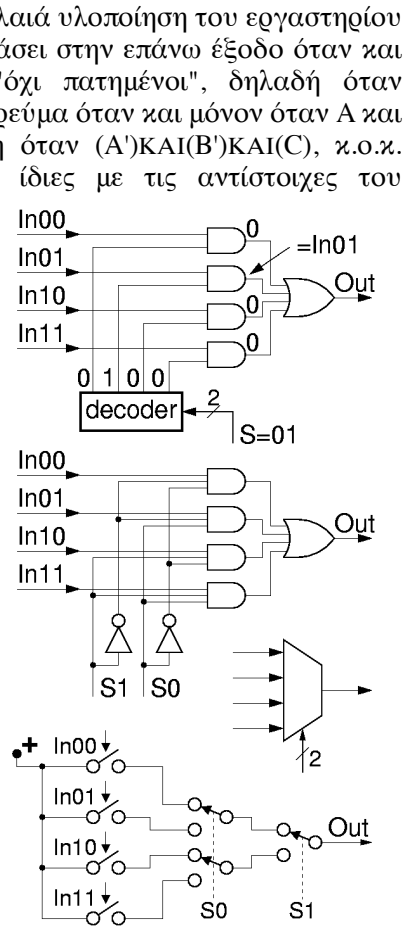 λαιά υλοποίηση του εργαστηρίου
άσει στην επάνω έξοδο όταν και
"όχι πατημένοι", δηλαδή όταν
ρεύμα όταν και μόνον όταν Α και
ή όταν (A')ΚΑΙ(B')ΚΑΙ(C), κ.ο.κ.
ίδιες με τις αντίστοιχες του
In00
0
In01
=In01
Out
In10
0
In11
0
0 1 0 0
decoder
2
S=01
In00
In01
Out
In10
In11
S1 S0
2
+
In00
In01
Out
In10
In11
S0
S1